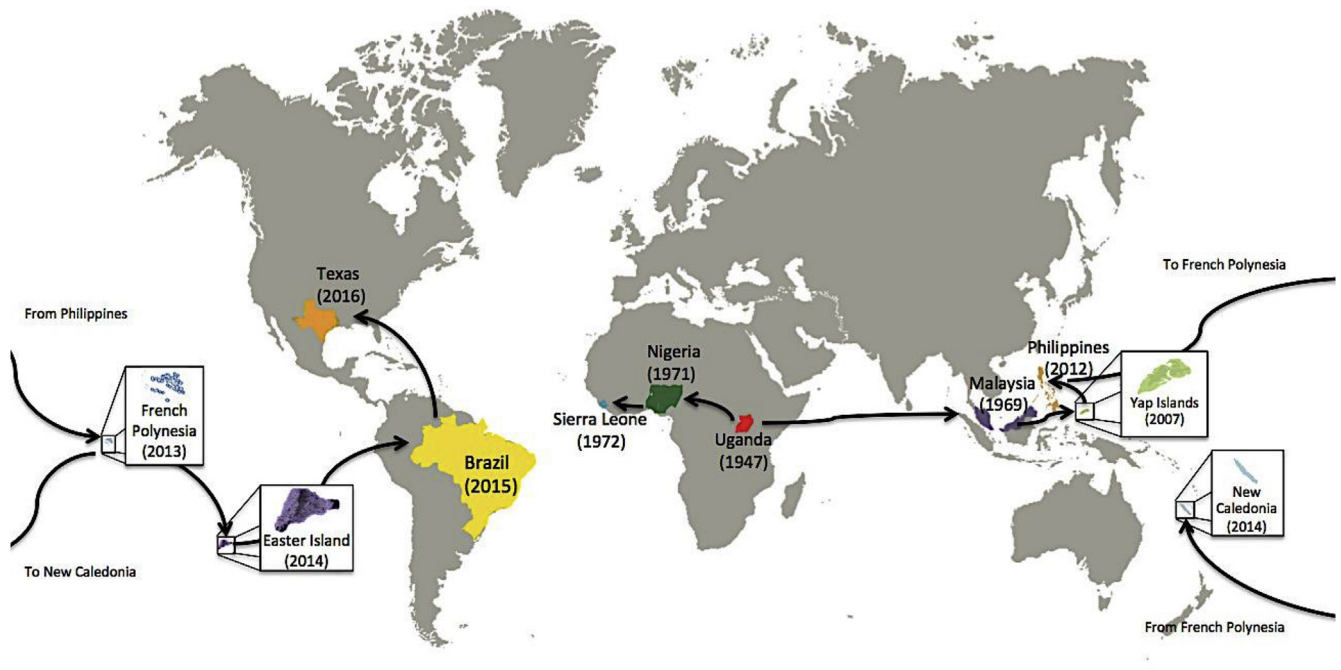 Texas
(2016)
From Philippines
French
Polynesia
(2013)
Easter Island
(2014)
To New Caledonia
Brazil
(2015)
Nigeria
(1971)
Sierra Leone
(1972)
Uganda
(1947)
Malaysia
(1969)
Philippines
(2012)
To French Polynesia
Yap Islands
(2007)
New
Caledonia
(2014)
From French Polynesia